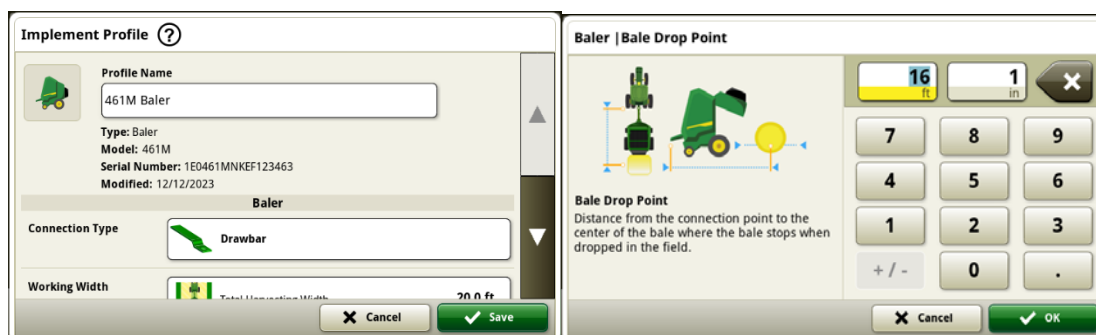 Implement Profile ?
Profile Name
461M Baler
Type: Baler
Model: 461M
Serial Number: 1E0461MNKEF123463
Modified: 12/12/2023
Baler
Connection Type
Drawbar
Working Width
Total Harvesting Width
20.0 ft
Cancel
Save
Baler |Bale Drop Point
Bale Drop Point
Distance from the connection point to the
center of the bale where the bale stops when
dropped in the field.
16
ft
1
in
7 8 9
4 5 6
1 2 3
+ / - 0 .
Cancel
OK